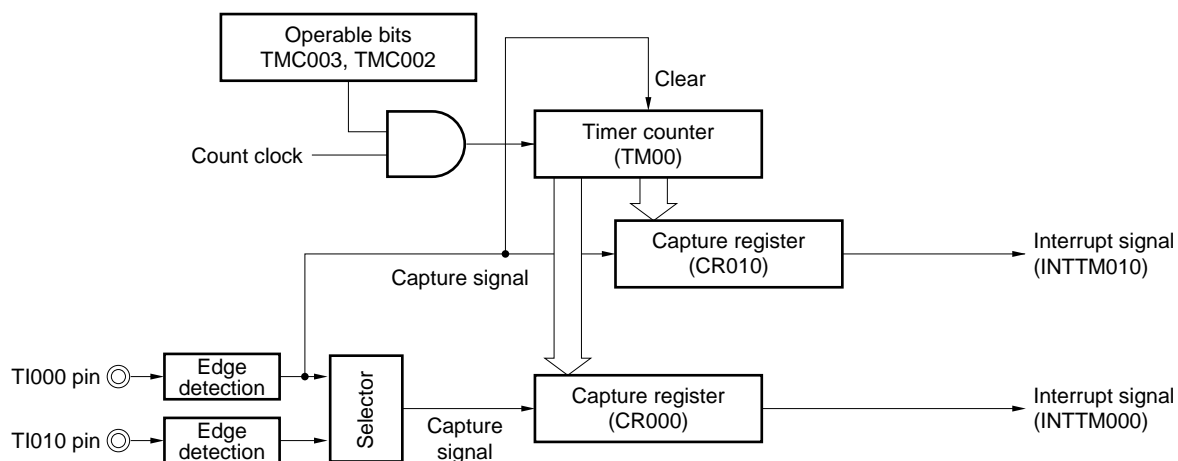 Operable bits
TMC003, TMC002
Clear
Timer counter
(TM00)
Count clock
Capture register
(CR010)
Interrupt signal
(INTTM010)
Capture signal
TI000 pin
Edge
detection
Selector
Capture register
(CR000)
Interrupt signal
(INTTM000)
TI010 pin
Edge
detection
Capture
signal